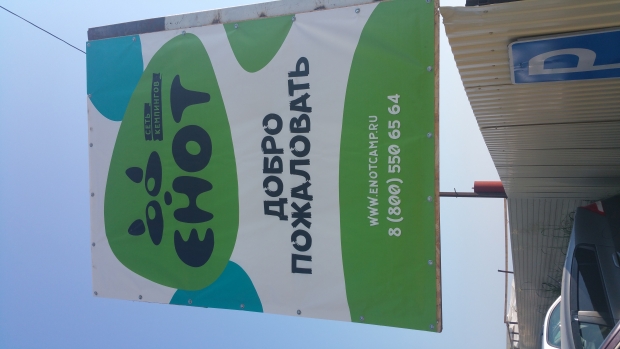 СЕТЬ
КЕМПИНГОВ
ЕНОТ
ДОБРО
ПОЖАЛОВАТЬ
WWW.ENOTCAMP.RU
8 (800) 550 65 64
P